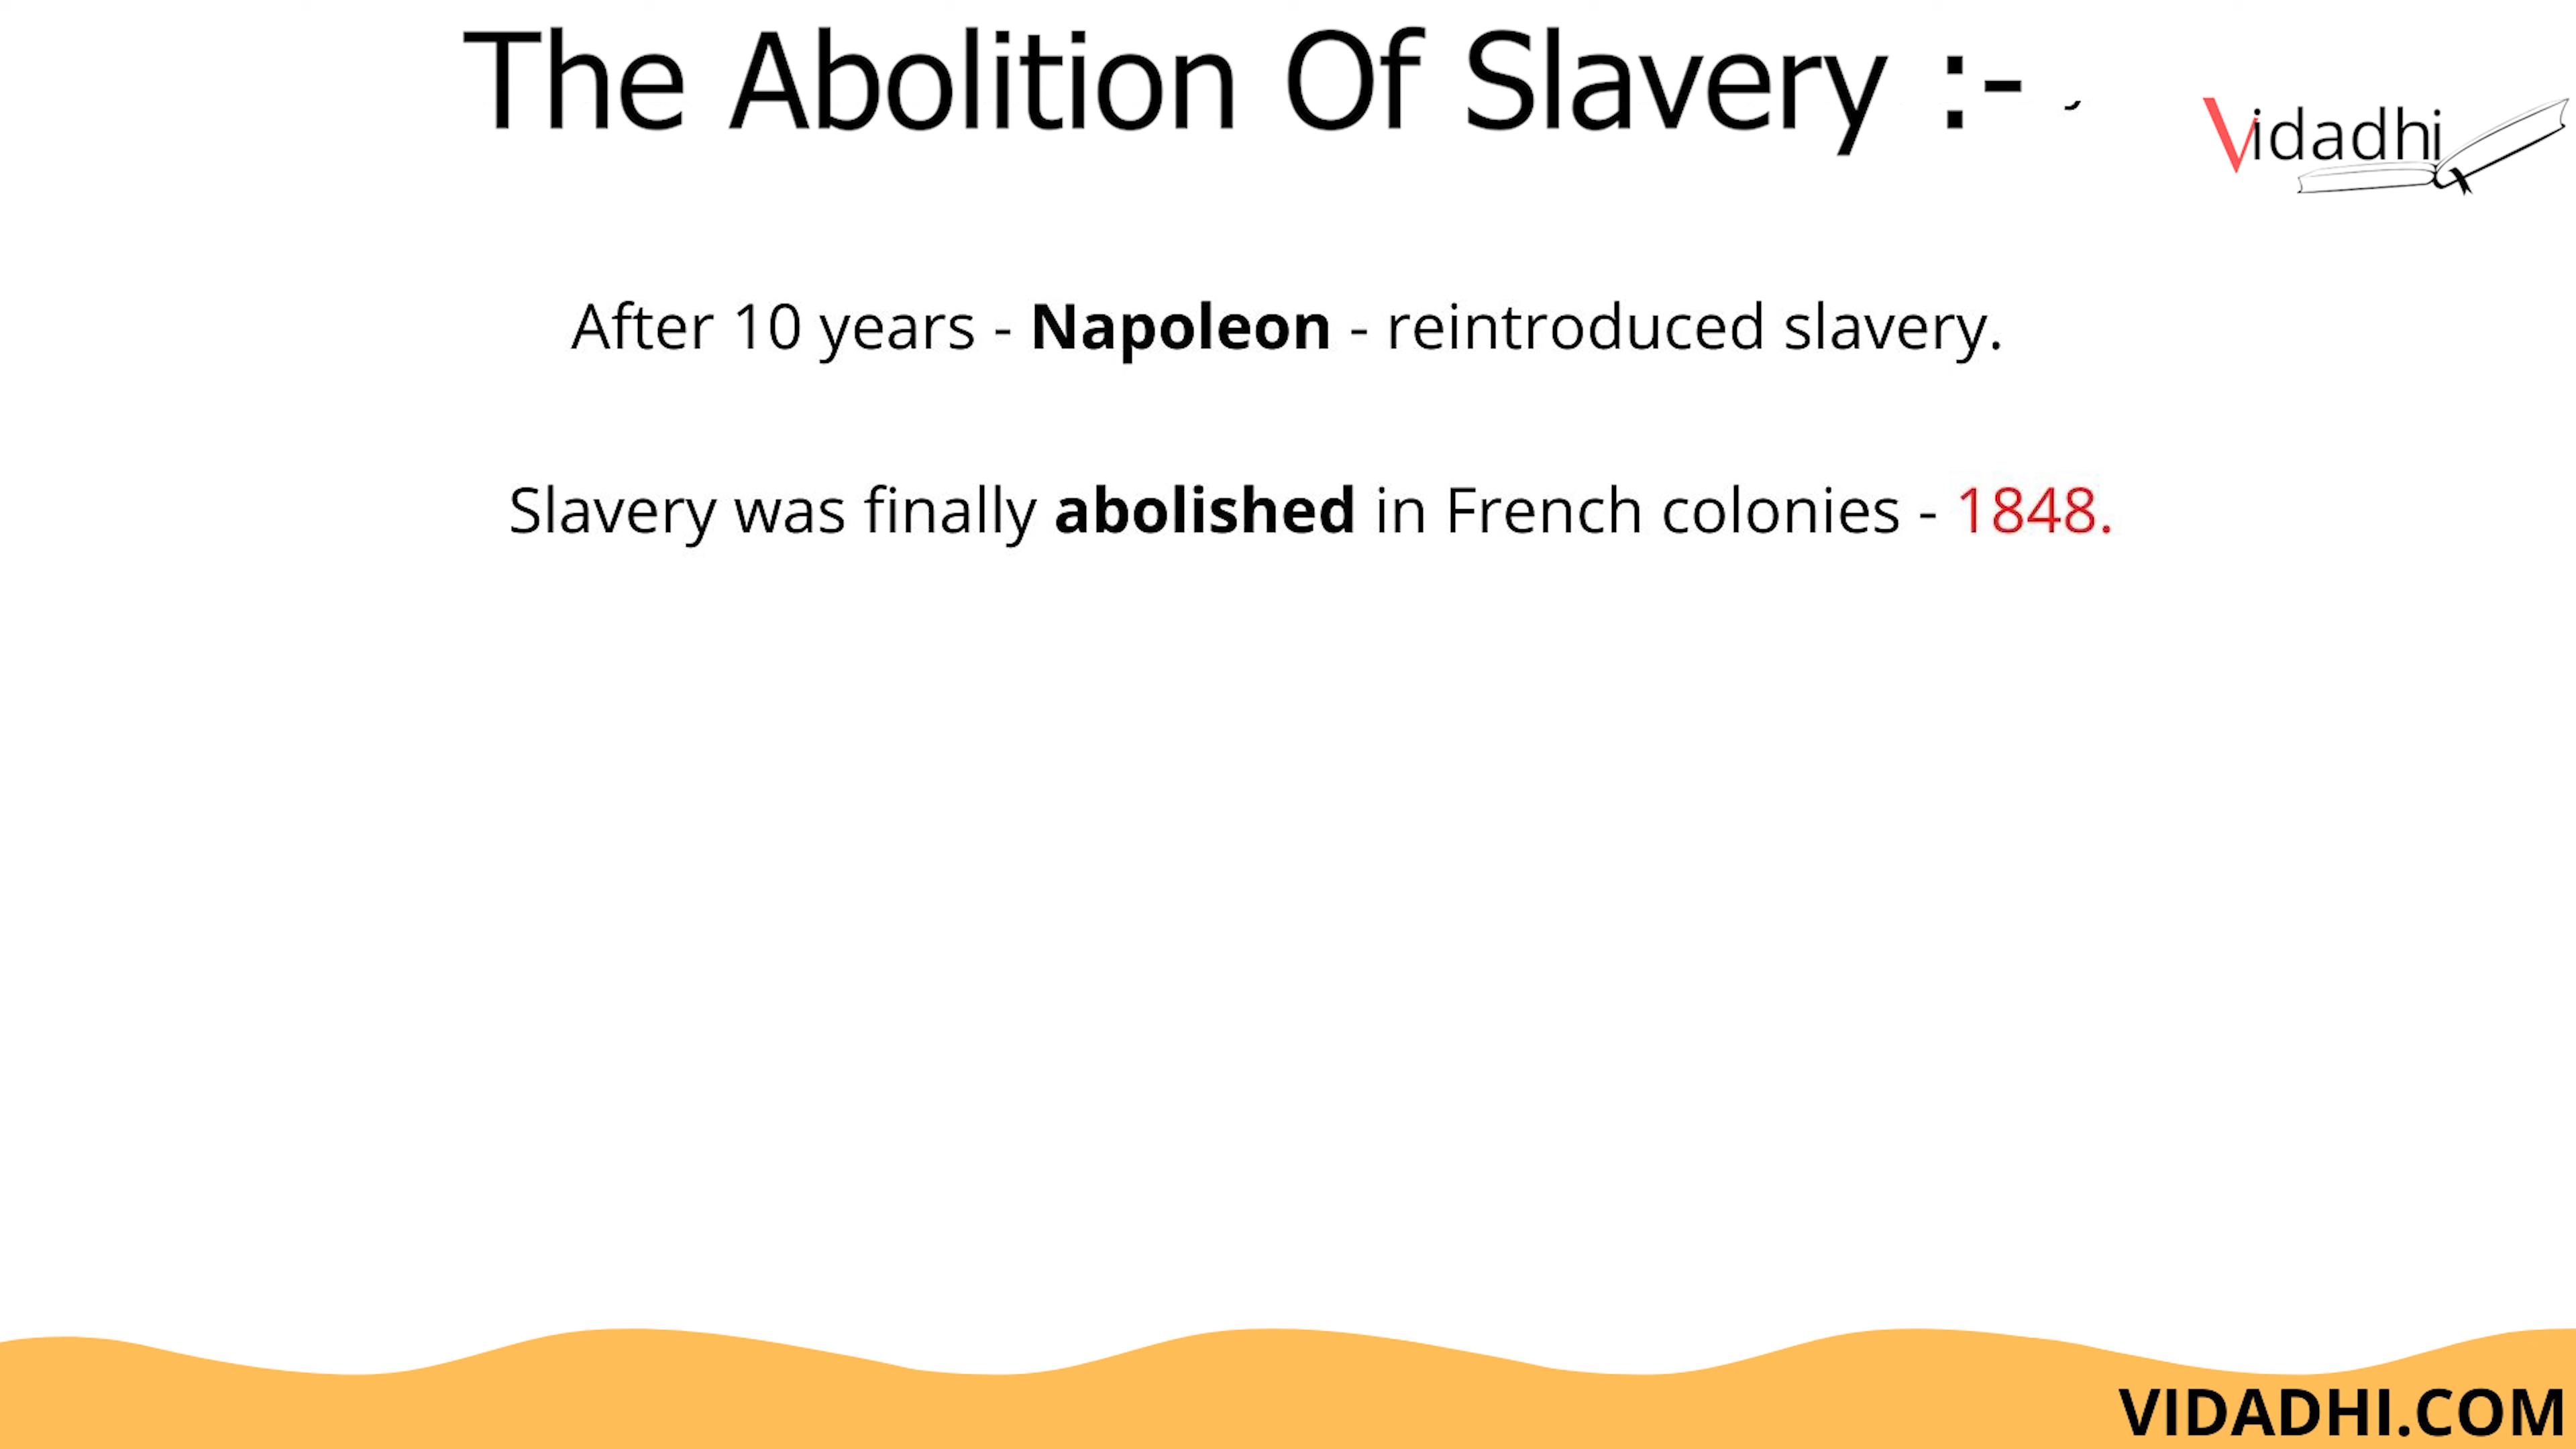 The Abolition Of Slavery :-
Vidadhi
After 10 years - Napoleon - reintroduced slavery.
Slavery was finally abolished in French colonies - 1848.
VIDADHI.COM